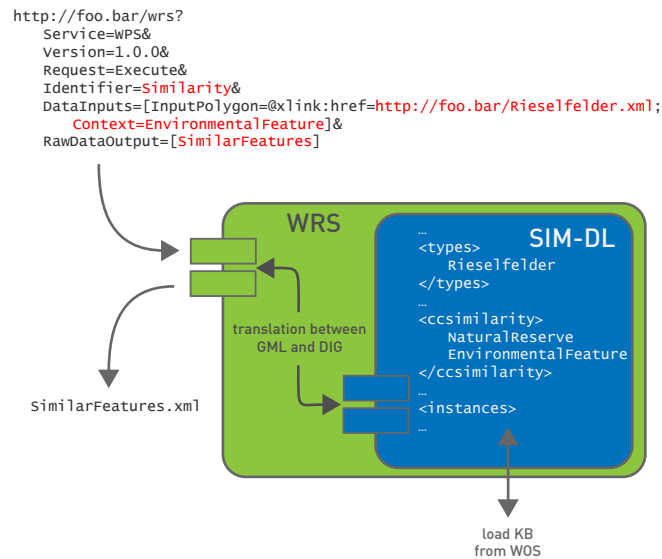 http://foo.bar/wrs?
Service=WPS&
Version=1.0.0&
Request=Execute&
Identifier=Similarity&
DataInputs=[InputPolygon=@xlink:href=http://foo.bar/Rieselfelder.xml;
Context=EnvironmentalFeature]&
RawDataOutput=[SimilarFeatures]
WRS
SIM-DL
…
<types>
Rieselfelder
</types>
…
<ccsimilarity>
NaturalReserve
EnvironmentalFeature
</ccsimilarity>
…
<instances>
…
translation between
GML and DIG
SimilarFeatures.xml
load KB
from WOS